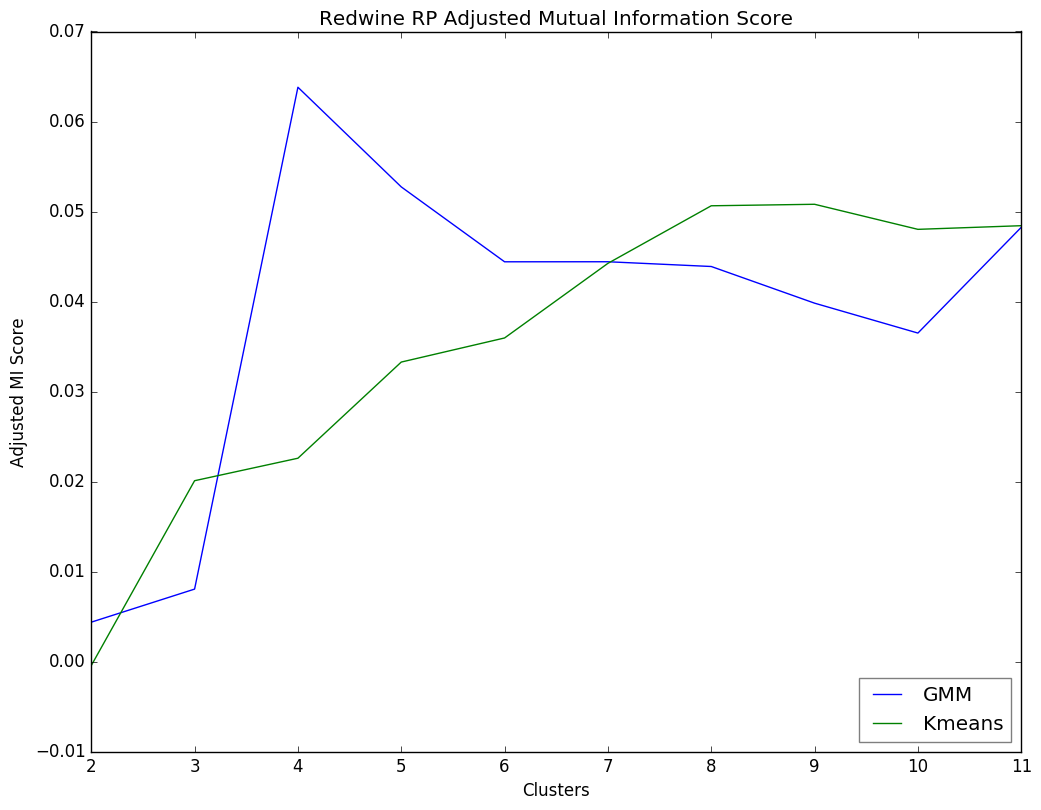 Redwine RP Adjusted Mutual Information Score
0.07
0.06
0.05
0.04
0.03
0.02
0.01
0.00
−0.01
Adjusted MI Score
GMM
Kmeans
2 3 4 5 6 7 8 9 10 11
Clusters